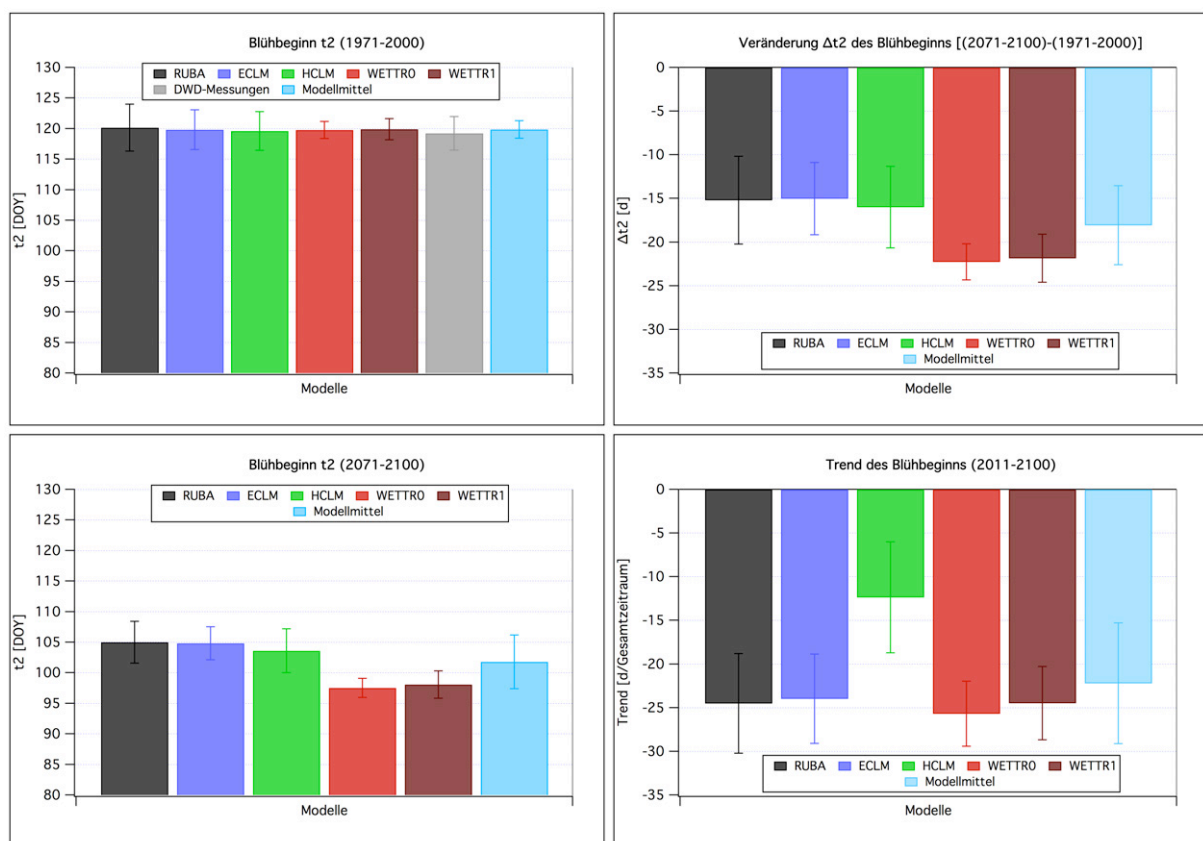 Blühbeginn t2 (1971-2000)
RUBA ECLM HCLM WETTR0 WETTR1
DWD-Messungen Modellmittel
t2 [DOY]
130
125
120
115
110
105
100
95
90
85
80
Modelle
Veränderung Δt2 des Blühbeginns [(2071-2100)-(1971-2000)]
Δt2 [d]
0
-5
-10
-15
-20
-25
-30
-35
RUBA ECLM HCLM WETTR0 WETTR1
Modellmittel
Modelle
Blühbeginn t2 (2071-2100)
RUBA ECLM HCLM WETTR0 WETTR1
Modellmittel
t2 [DOY]
130
125
120
115
110
105
100
95
90
85
80
Modelle
Trend des Blühbeginns (2011-2100)
Trend [d/Gesamtzeitraum]
0
-5
-10
-15
-20
-25
-30
-35
RUBA ECLM HCLM WETTR0 WETTR1
Modellmittel
Modelle